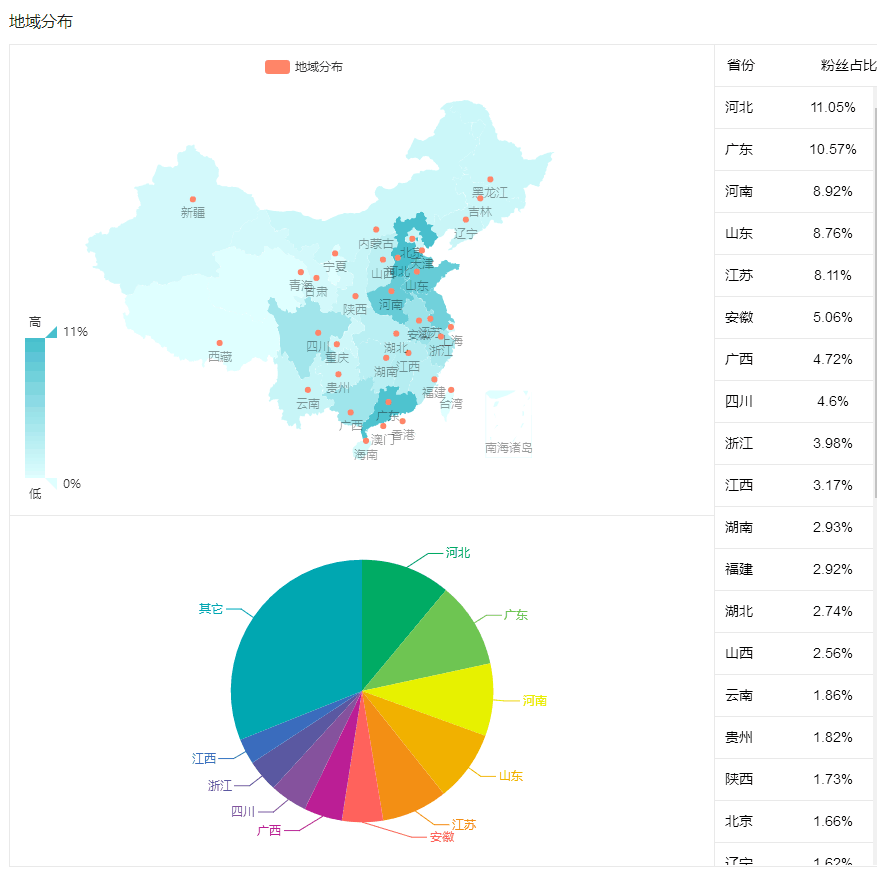 地域分布
地域分布
黑龙江
吉林
辽宁
新疆
内蒙古
北京
天津
宁夏
山西
河北
青海
甘肃
山东
陕西
河南
高
11%
四川
重庆
安徽
江苏
上海
湖北
浙江
西藏
湖南
江西
贵州
福建
云南
台湾
广西
广东
香港
澳门
海南
南海诸岛
0%
低
省份 粉丝占比
河北 11.05%
广东 10.57%
河南 8.92%
山东 8.76%
江苏 8.11%
安徽 5.06%
广西 4.72%
四川 4.6%
浙江 3.98%
江西 3.17%
湖南 2.93%
福建 2.92%
湖北 2.74%
山西 2.56%
云南 1.86%
贵州 1.82%
陕西 1.73%
北京 1.66%
辽宁 1.62%
河北
广东
河南
山东
江苏
安徽
广西
四川
浙江
江西
其它